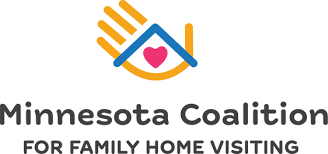 Minnesota Coalition
FOR FAMILY HOME VISITING